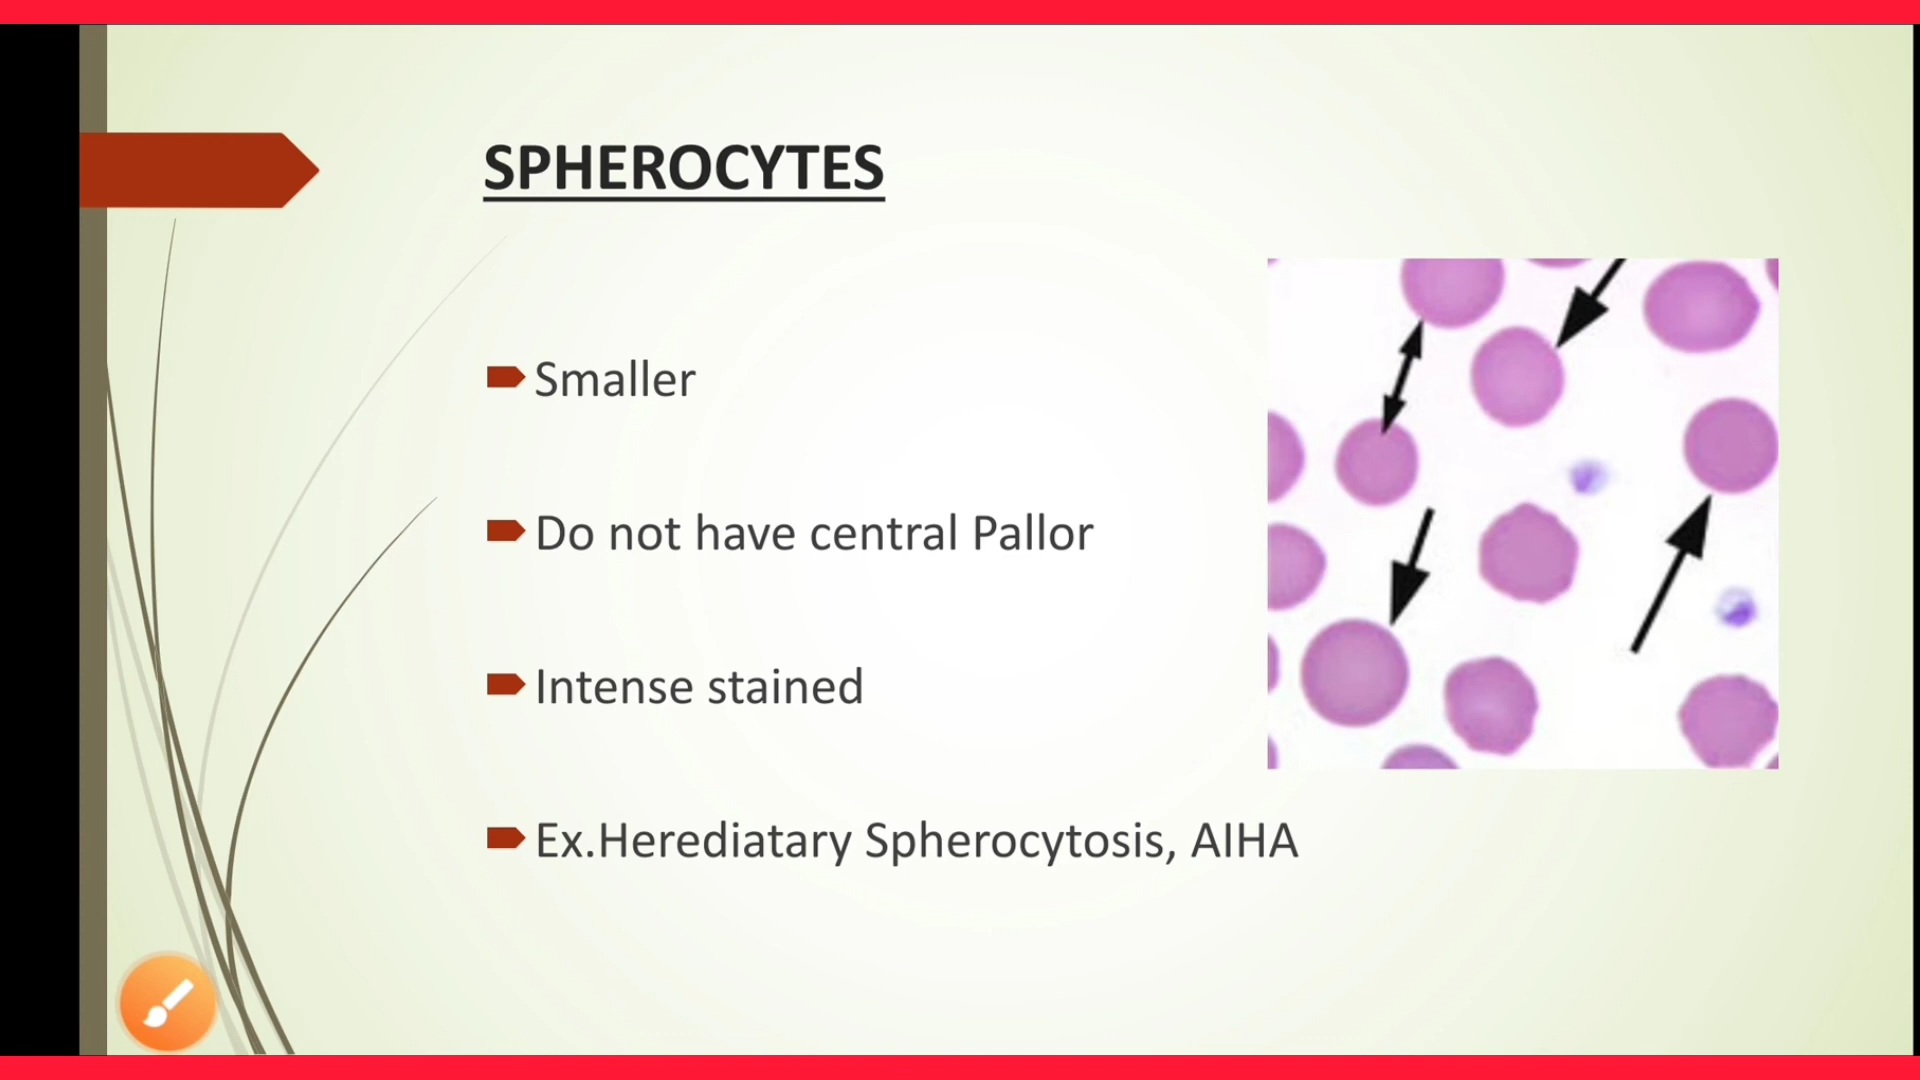 SPHEROCYTES
Smaller
Do not have central Pallor
Intense stained
Ex.Herediatary Spherocytosis, AIHA